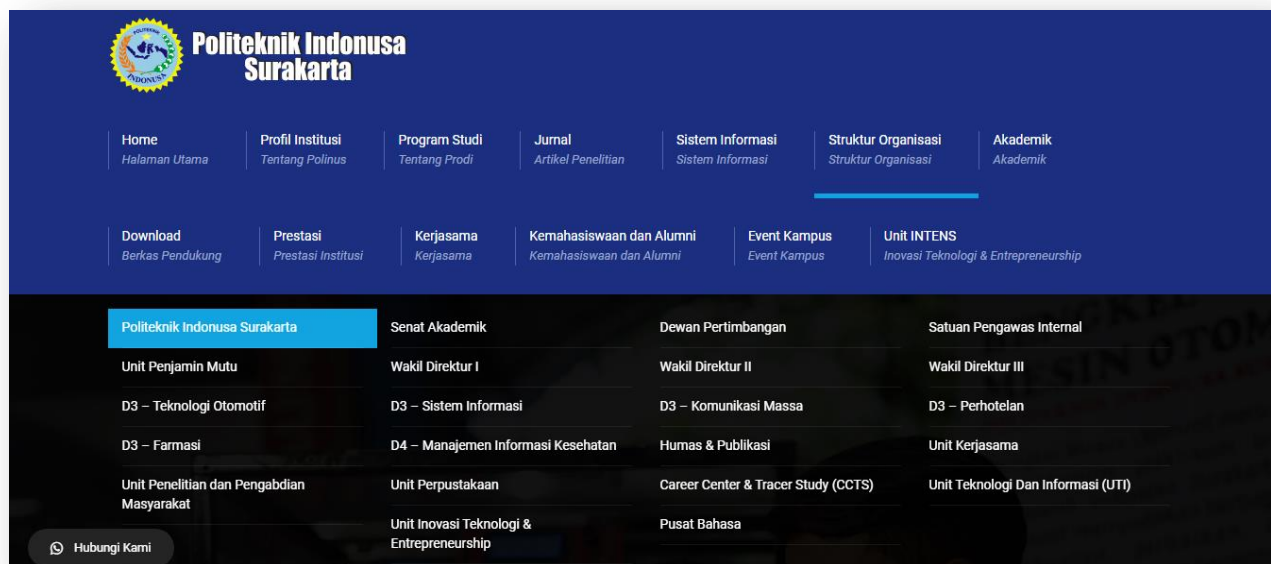 POLITEKNIK
INDONUSA
Politeknik Indonusa
Surakarta
Home
Halaman Utama
Profil Institusi
Tentang Polinus
Program Studi
Tentang Prodi
Jurnal
Artikel Penelitian
Sistem Informasi
Sistem Informasi
Struktur Organisasi
Struktur Organisasi
Akademik
Akademik
Download
Berkas Pendukung
Prestasi
Prestasi Institusi
Kerjasama
Kerjasama
Kemahasiswaan dan Alumni
Kemahasiswaan dan Alumni
Event Kampus
Event Kampus
Unit INTENS
Inovasi Teknologi & Entrepreneurship
Politeknik Indonusa Surakarta
Senat Akademik
Dewan Pertimbangan
Satuan Pengawas Internal
Unit Penjamin Mutu
Wakil Direktur I
Wakil Direktur II
Wakil Direktur III
D3 – Teknologi Otomotif
D3 – Sistem Informasi
D3 – Komunikasi Massa
D3 – Perhotelan
D3 – Farmasi
D4 – Manajemen Informasi Kesehatan
Humas & Publikasi
Unit Kerjasama
Unit Penelitian dan Pengabdian
Masyarakat
Unit Perpustakaan
Career Center & Tracer Study (CCTS)
Unit Teknologi Dan Informasi (UTI)
Unit Inovasi Teknologi &
Entrepreneurship
Pusat Bahasa
Hubungi Kami